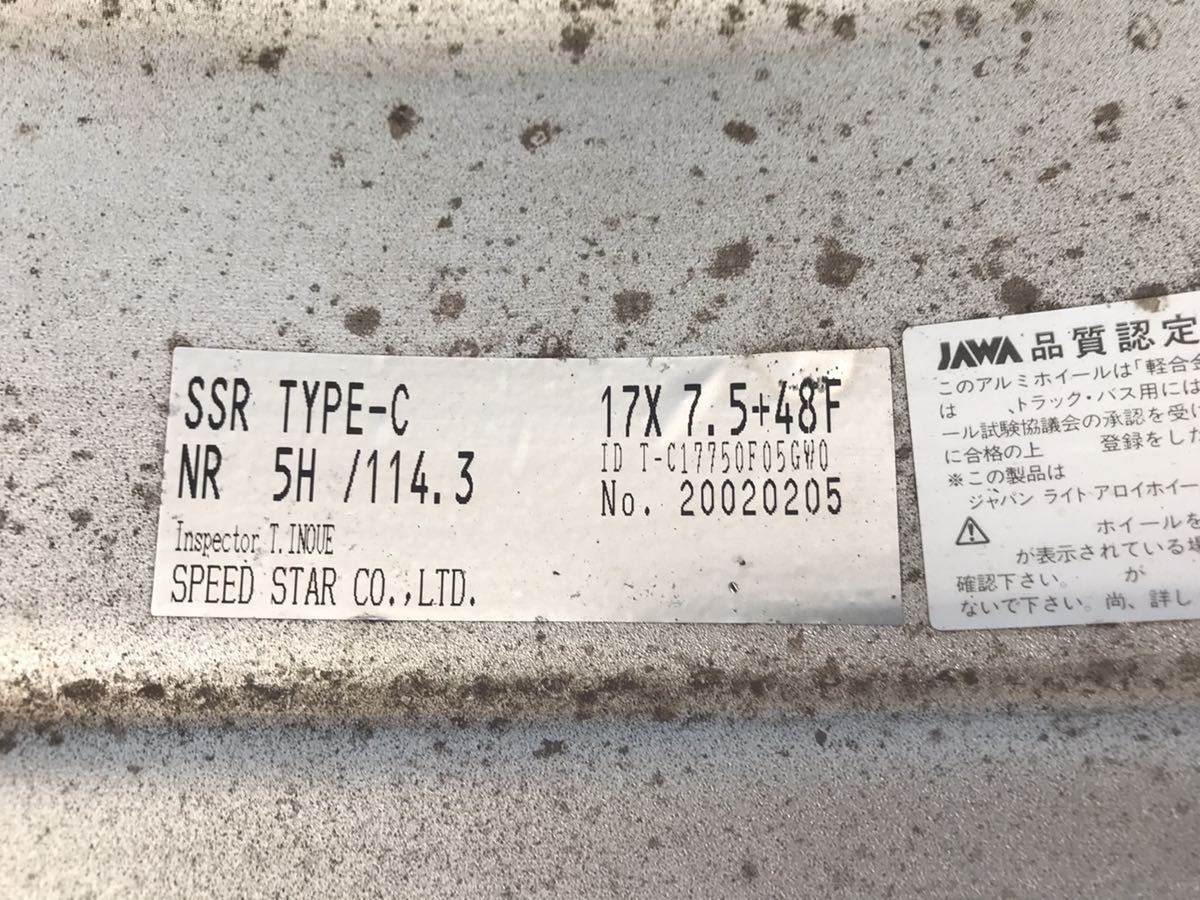 SSR TYPE-C 17X 7.5+48F
NR 5H /114.3 ID T-C17750F05GW0
No. 20020205
Inspector T.INOUE
SPEED STAR CO.,LTD.
JAWA 品質認定
このアルミホイールは「軽合金
は 、トラック・バス用には
ール試験協議会の承認を受け
に合格の上 登録をした
※この製品は
ジャパン ライト・アロイホイー
ホイールを
が表示されている場
確認下さい。 が
ないで下さい。尚、詳し